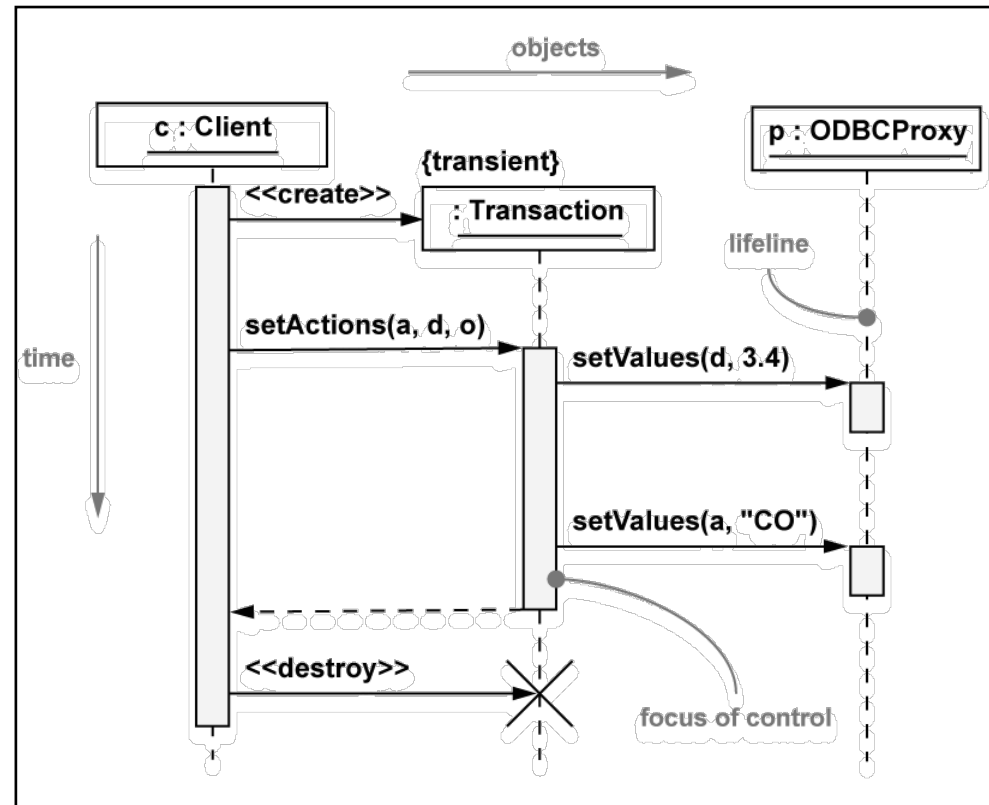 objects
c : Client
p : ODBCProxy
{transient}
<<create>>
: Transaction
lifeline
setActions(a, d, o)
time
setValues(d, 3.4)
setValues(a, "CO")
<<destroy>>
focus of control